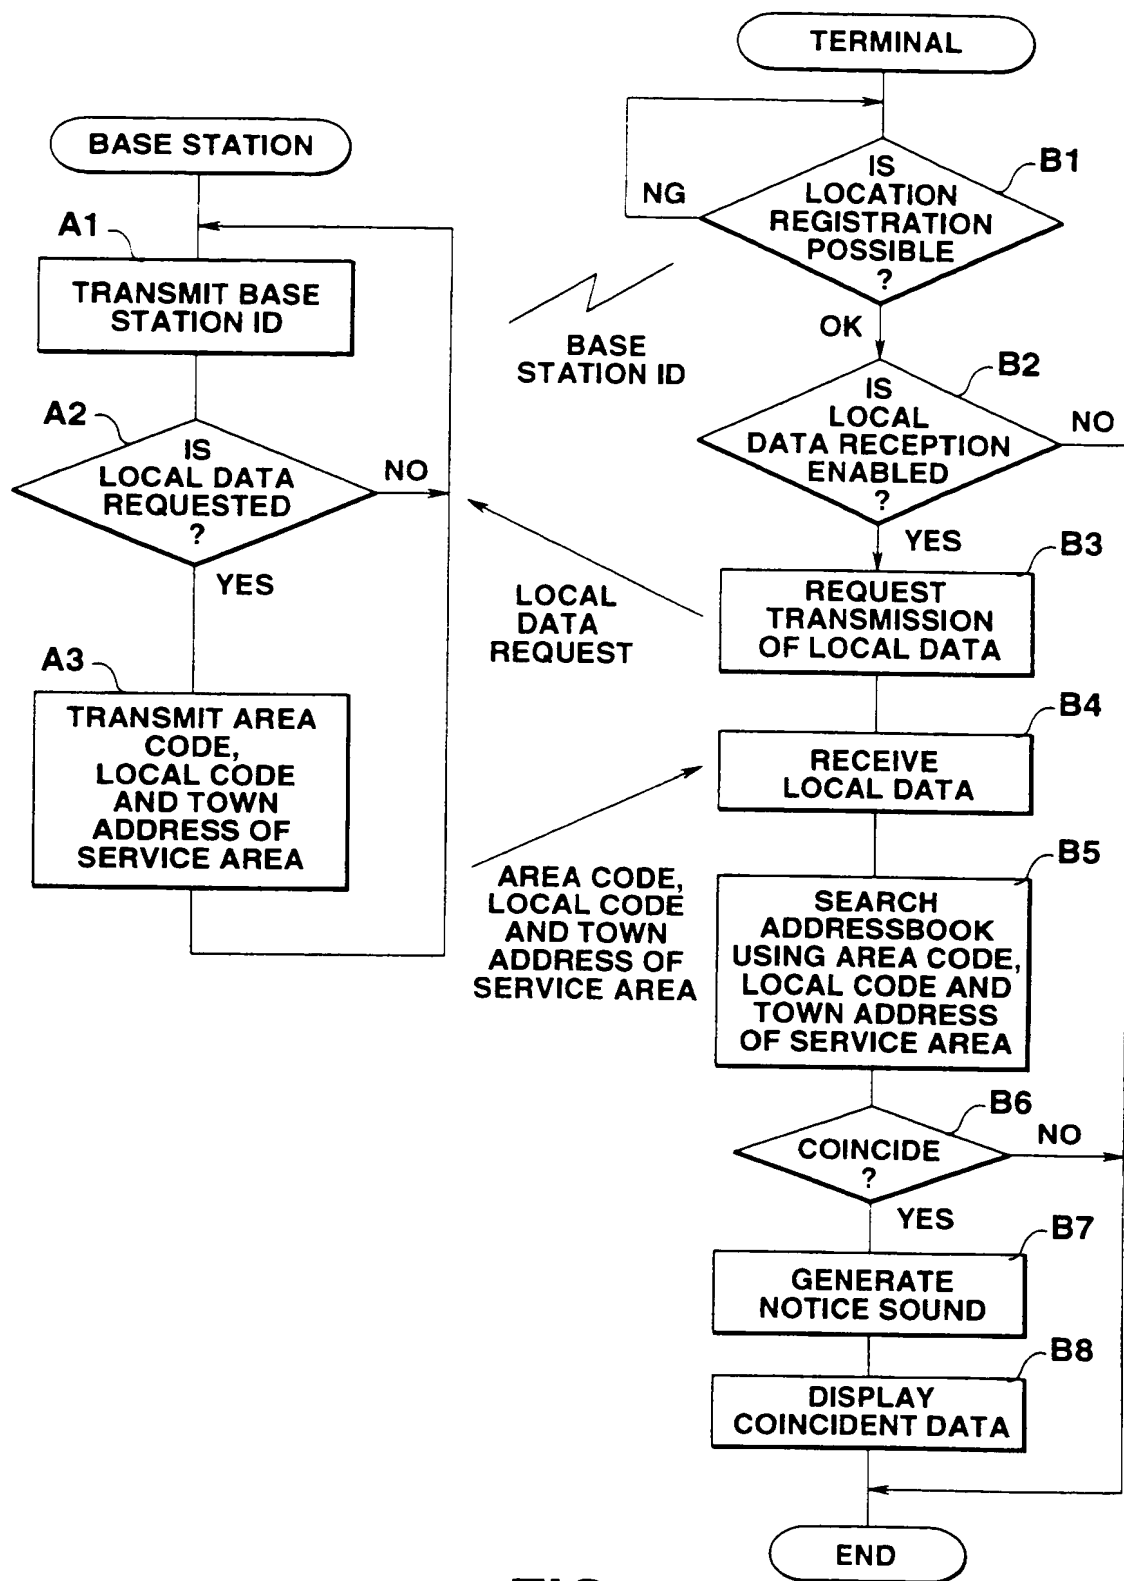 TERMINAL
BASE STATION
A1
TRANSMIT BASE
STATION ID
A2
IS
LOCAL DATA
REQUESTED
?
NO
YES
A3
TRANSMIT AREA
CODE,
LOCAL CODE
AND TOWN
ADDRESS OF
SERVICE AREA
BASE
STATION ID
LOCAL
DATA
REQUEST
AREA CODE,
LOCAL CODE
AND TOWN
ADDRESS OF
SERVICE AREA
B1
IS
LOCATION
REGISTRATION
POSSIBLE
?
NG
OK
B2
IS
LOCAL
DATA RECEPTION
ENABLED
?
NO
YES
B3
REQUEST
TRANSMISSION
OF LOCAL DATA
B4
RECEIVE
LOCAL DATA
B5
SEARCH
ADDRESSBOOK
USING AREA CODE,
LOCAL CODE AND
TOWN ADDRESS
OF SERVICE AREA
B6
COINCIDE
?
NO
YES
B7
GENERATE
NOTICE SOUND
B8
DISPLAY
COINCIDENT DATA
END